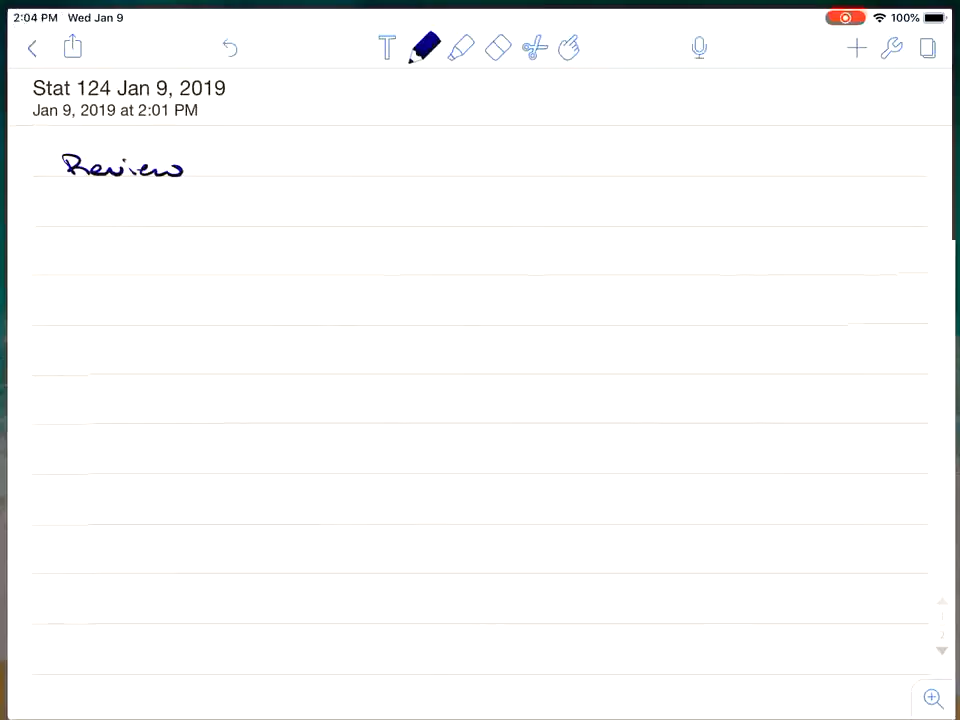 2:04 PM Wed Jan 9 100%
T
Stat 124 Jan 9, 2019
Jan 9, 2019 at 2:01 PM
Review
2